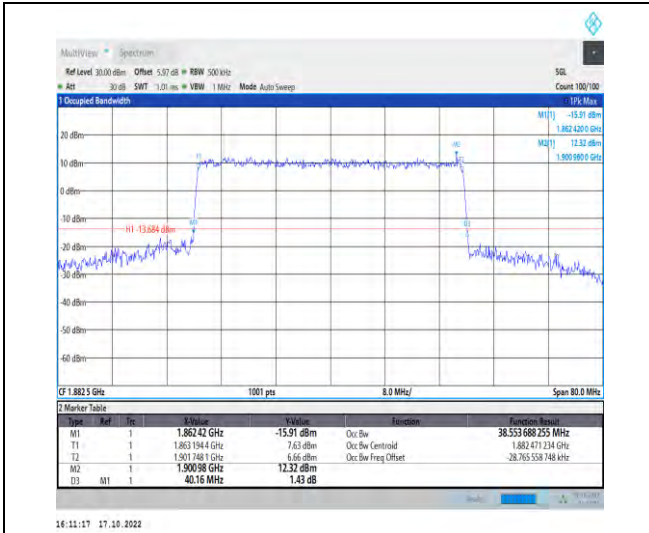 MultiView Spectrum
Ref Level 30.00 dBm Offset 5.97 dB RBW 500 kHz SGL
Att 30 dB SWT 1.01 ms VBW 1 MHz Mode Auto Sweep Count 100/100
1 Occupied Bandwidth 1Pk Max
M1[1] -15.91 dBm
1.862 420 0 GHz
M2[1] 12.32 dBm
1.900 980 0 GHz
20 dBm
10 dBm
0 dBm
-10 dBm
H1 -13.684 dBm
-20 dBm
-30 dBm
-40 dBm
-50 dBm
-60 dBm
M1
T1
M2
T2
D3
CF 1.882 5 GHz 1001 pts 8.0 MHz/ Span 80.0 MHz
2 Marker Table
Type Ref Trc X-Value Y-Value Function Function Result
M1 1 1.862 42 GHz -15.91 dBm Occ Bw 38.553 688 255 MHz
T1 1 1.863 194 4 GHz 7.63 dBm Occ Bw Centroid 1.882 471 234 GHz
T2 1 1.901 748 1 GHz 6.66 dBm Occ Bw Freq Offset -28.765 558 748 kHz
M2 1 1.900 98 GHz 12.32 dBm
D3 M1 1 40.16 MHz 1.43 dB
16:11:17 17.10.2022